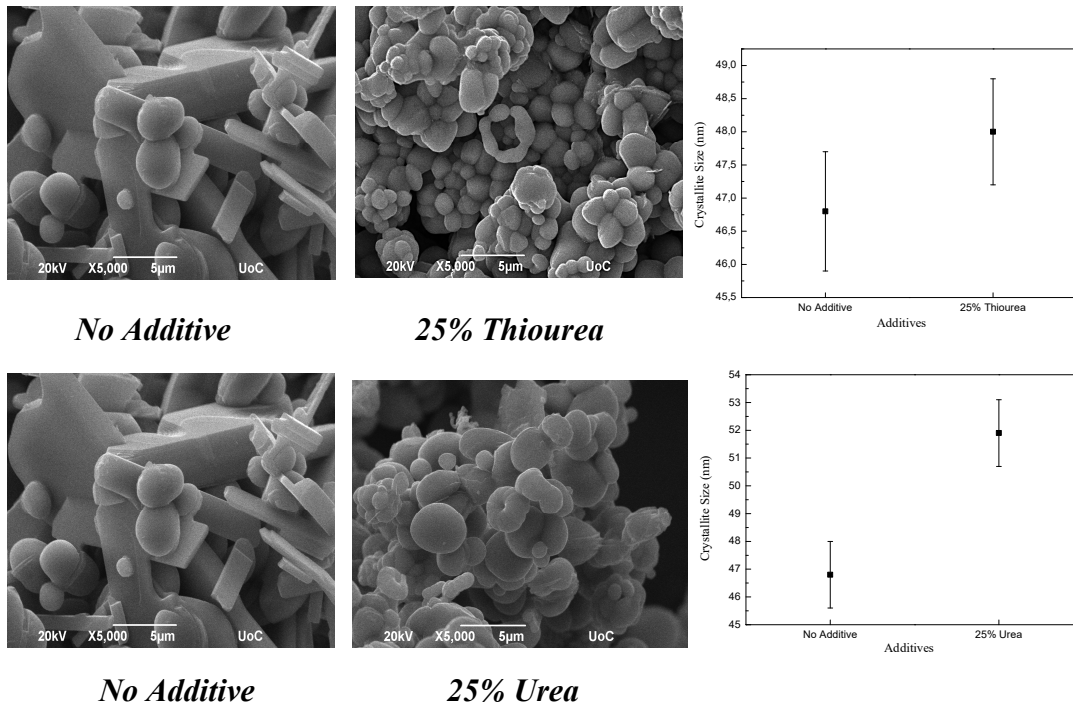 20kV X5,000 5µm UoC
20kV X5,000 5µm UoC
No Additive
25% Thiourea
Crystallite Size (nm)
49,0
48,5
48,0
47,5
47,0
46,5
46,0
45,5
No Additive 25% Thiourea
Additives
20kV X5,000 5µm UoC
20kV X5,000 5µm UoC
No Additive
25% Urea
Crystallite Size (nm)
54
53
52
51
50
49
48
47
46
45
No Additive 25% Urea
Additives